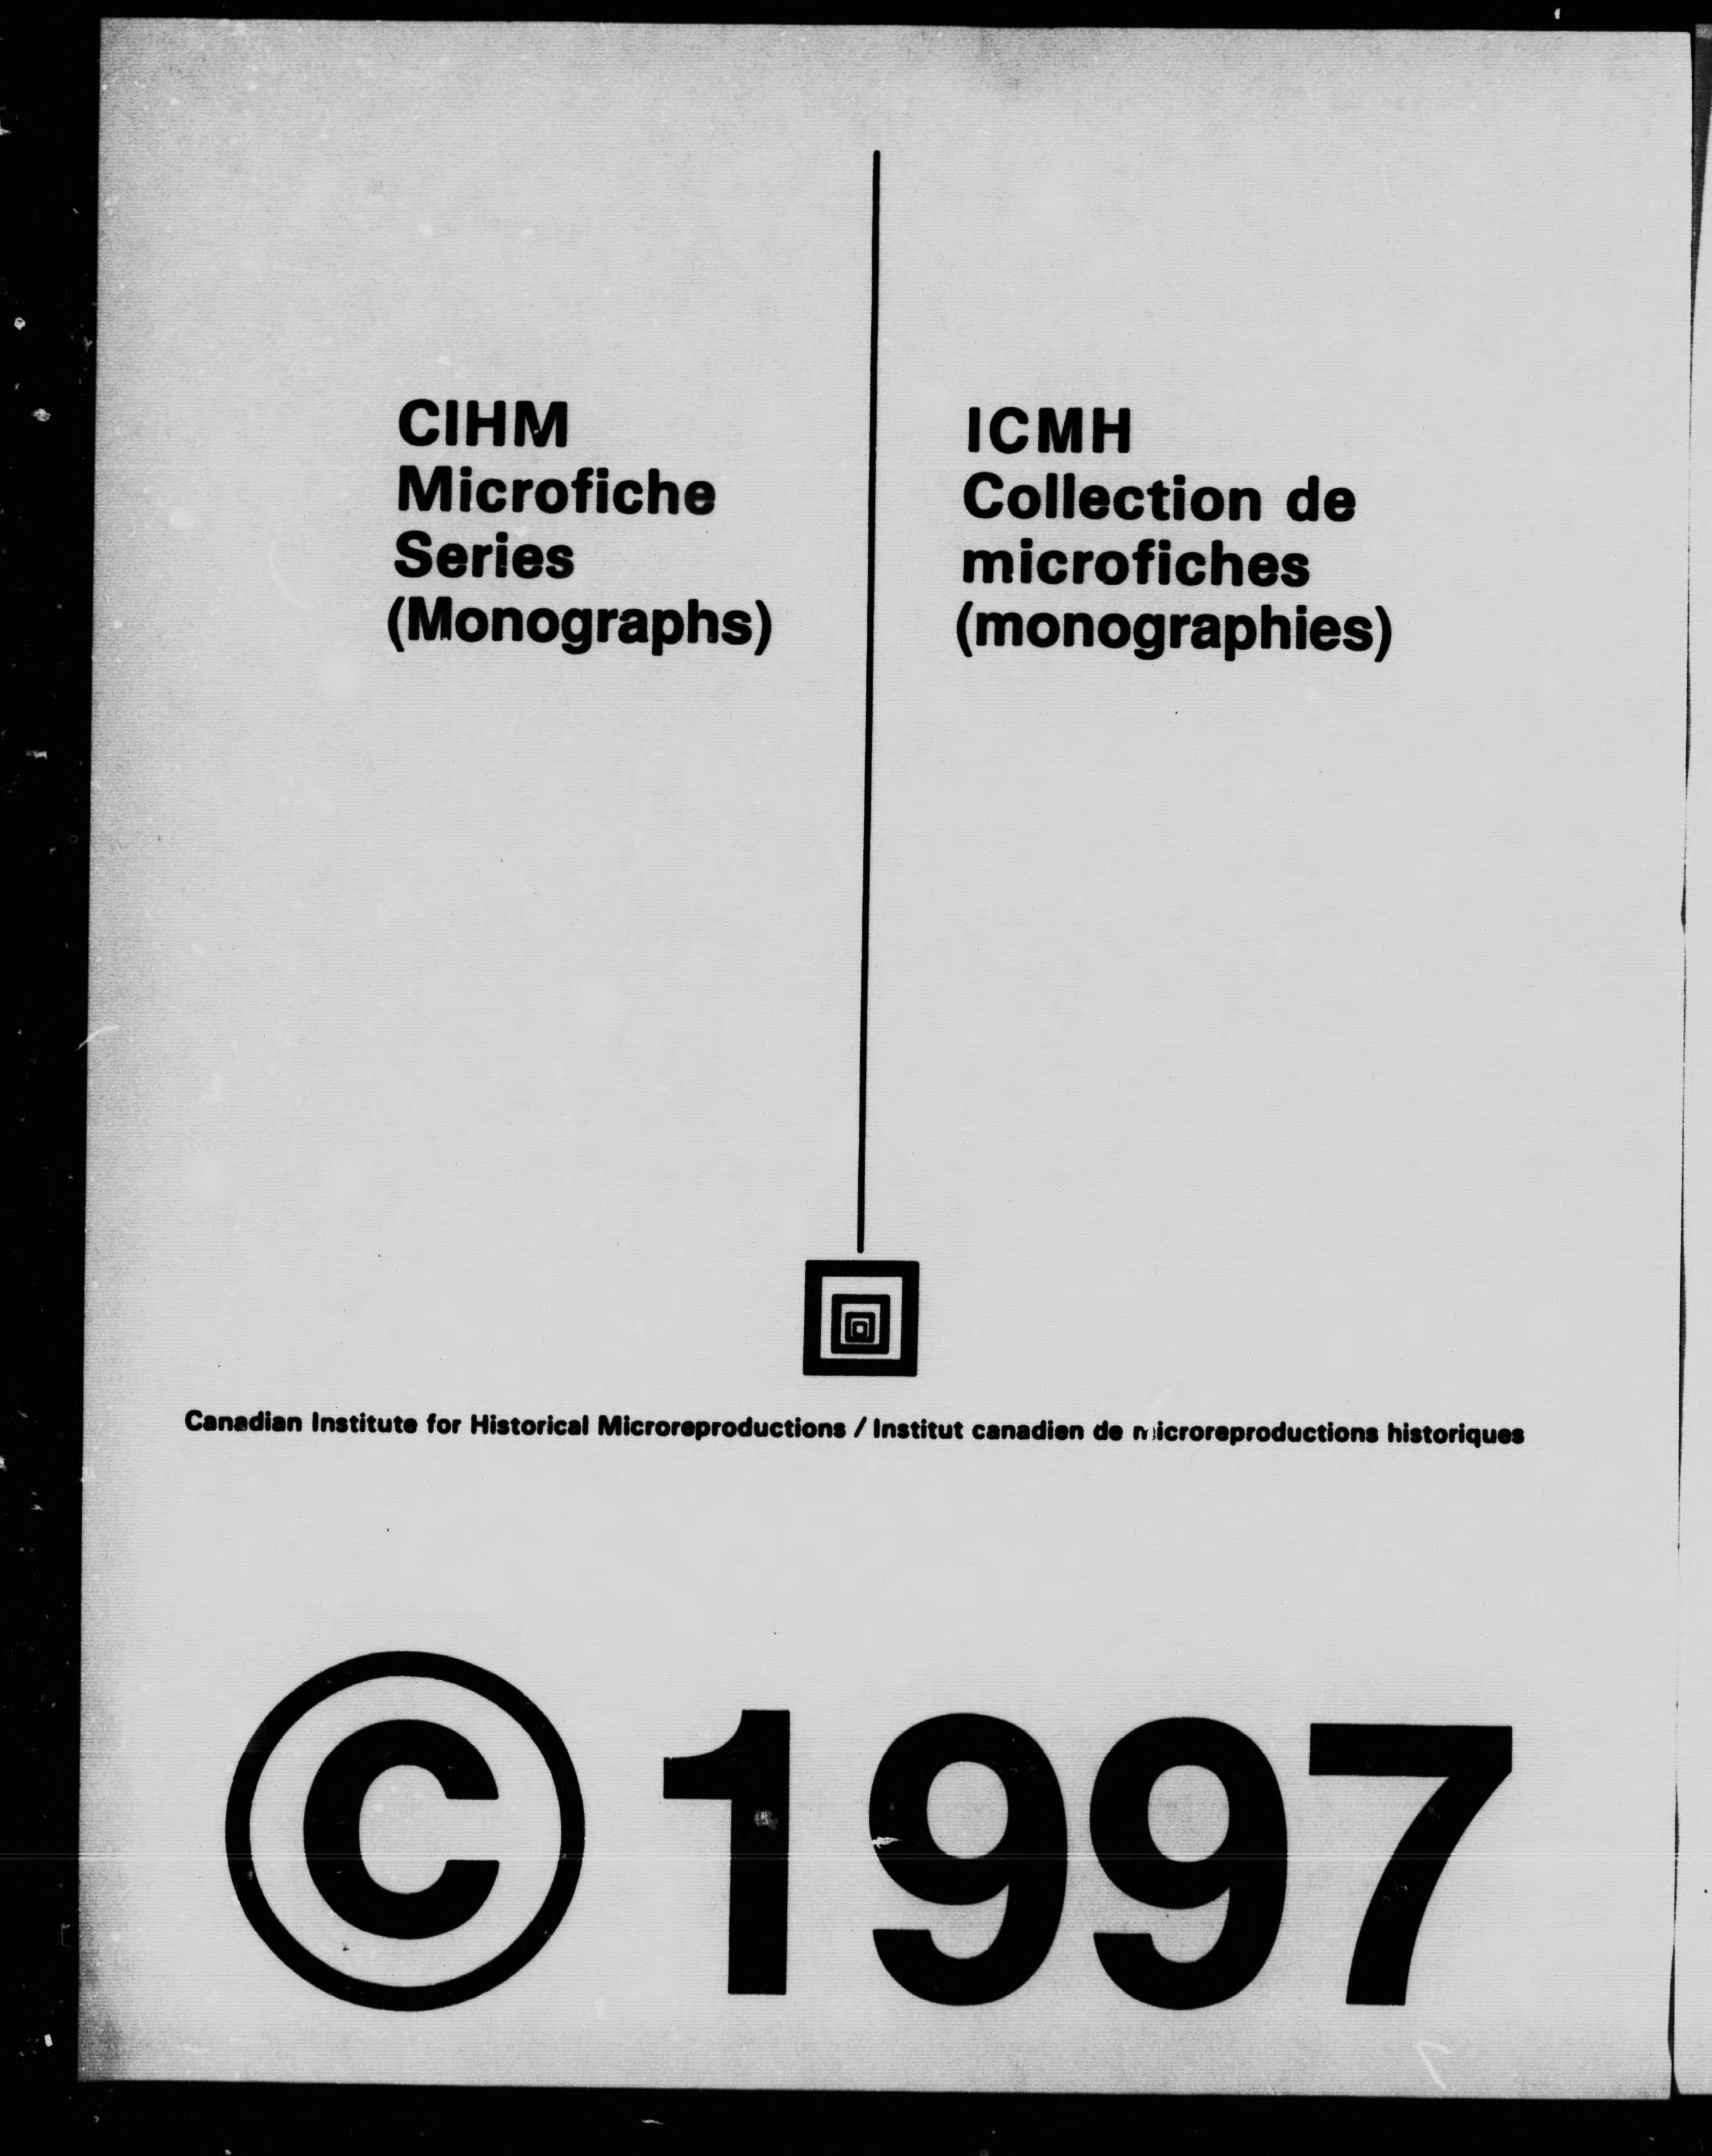 CIHM
Microfiche
Series
(Monographs)
ICMH
Collection de
microfiches
(monographies)
Canadian Institute for Historical Microreproductions / Institut canadien de microreproductions historiques
© 1997